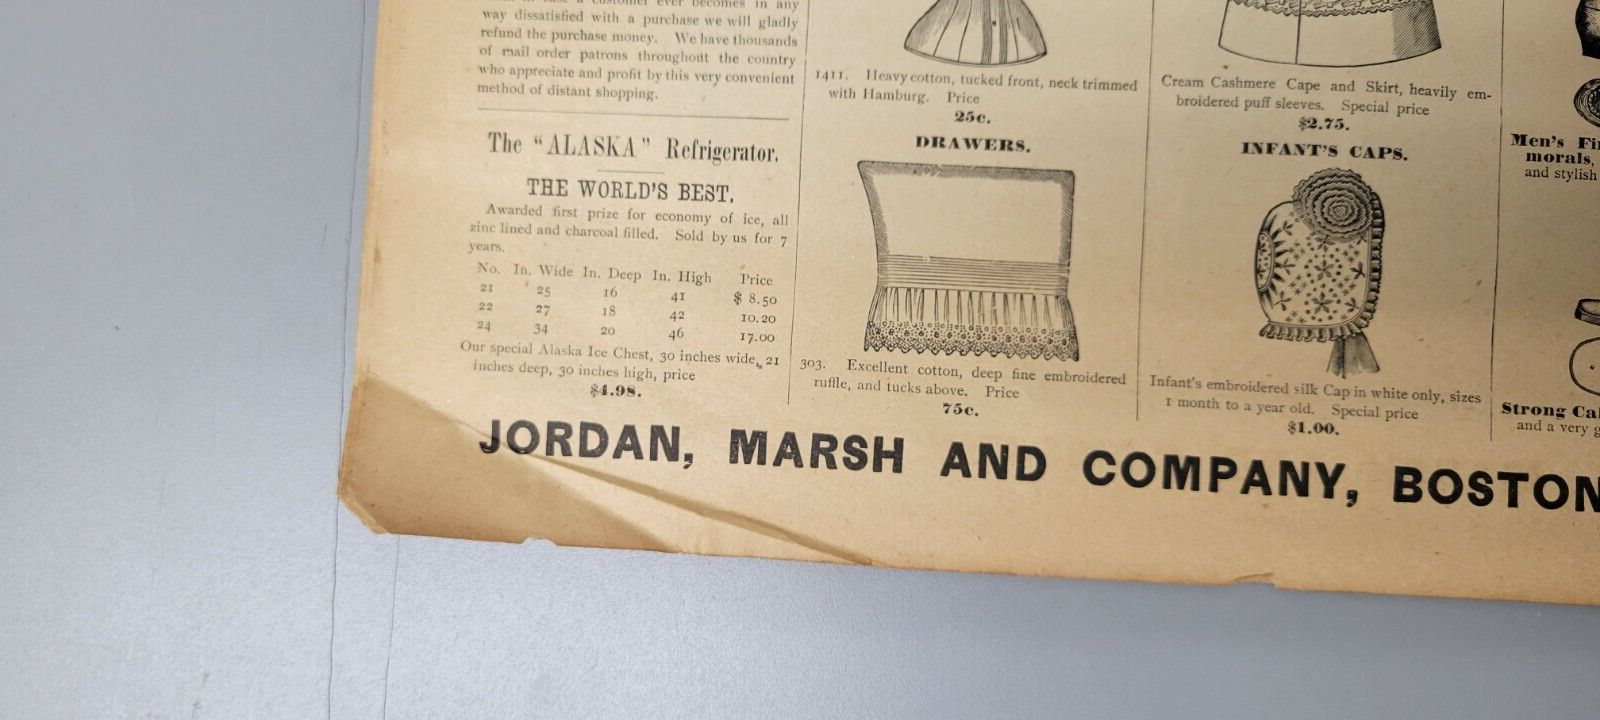 way dissatisfied with a purchase we will gladly
refund the purchase money. We have thousands
of mail order patrons throughout the country
who appreciate and profit by this very convenient
method of distant shopping.
The "ALASKA" Refrigerator.
THE WORLD'S BEST.
Awarded first prize for economy of ice, all
zinc lined and charcoal filled. Sold by us for 7
years.
No. In. Wide In. Deep In. High Price
21 25 16 41 $ 8.50
22 27 18 42 10.20
24 34 20 46 17.00
Our special Alaska Ice Chest, 30 inches wide, 21
inches deep, 30 inches high, price
$4.98.
1411. Heavy cotton, tucked front, neck trimmed
with Hamburg. Price
25c.
DRAWERS.
303. Excellent cotton, deep fine embroidered
ruffle, and tucks above. Price
75c.
Cream Cashmere Cape and Skirt, heavily em-
broidered puff sleeves. Special price
$2.75.
INFANT'S CAPS.
Infant's embroidered silk Cap in white only, sizes
1 month to a year old. Special price
$1.00.
Men's
morals,
and stylish
Strong
and a very
JORDAN, MARSH AND COMPANY, BOSTON